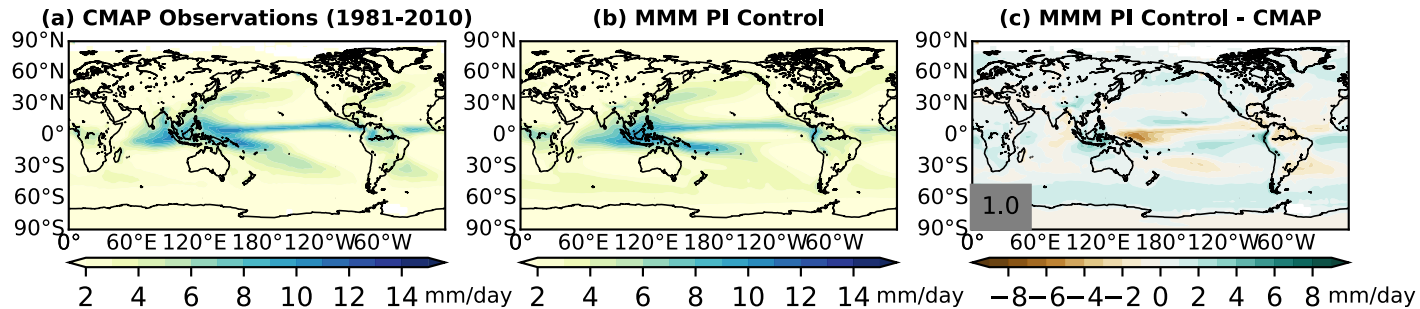 (a) CMAP Observations (1981-2010)
90°N
60°N
30°N
0°
30°S
60°S
90°S
0° 60°E 120°E 180° 120°W 60°W
2 4 6 8 10 12 14 mm/day
(b) MMM PI Control
90°N
60°N
30°N
0°
30°S
60°S
90°S
0° 60°E 120°E 180° 120°W 60°W
2 4 6 8 10 12 14 mm/day
(c) MMM PI Control - CMAP
90°N
60°N
30°N
0°
30°S
60°S
90°S
1.0
0° 60°E 120°E 180° 120°W 60°W
−8 −6 −4 −2 0 2 4 6 8 mm/day